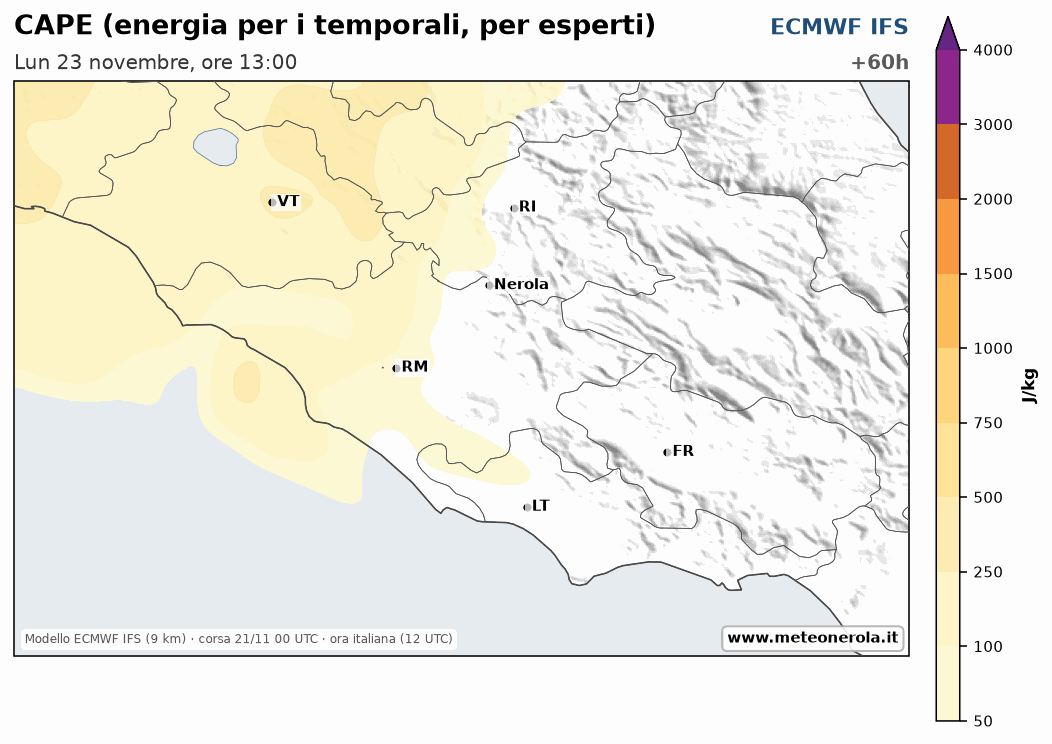 CAPE (energia per i temporali, per esperti)
ECMWF IFS
Lun 23 novembre, ore 13:00
+60h
VT
RI
Nerola
RM
FR
LT
Modello ECMWF IFS (9 km) · corsa 21/11 00 UTC · ora italiana (12 UTC)
www.meteonerola.it
4000
3000
2000
1500
1000
750
500
250
100
50
J/kg